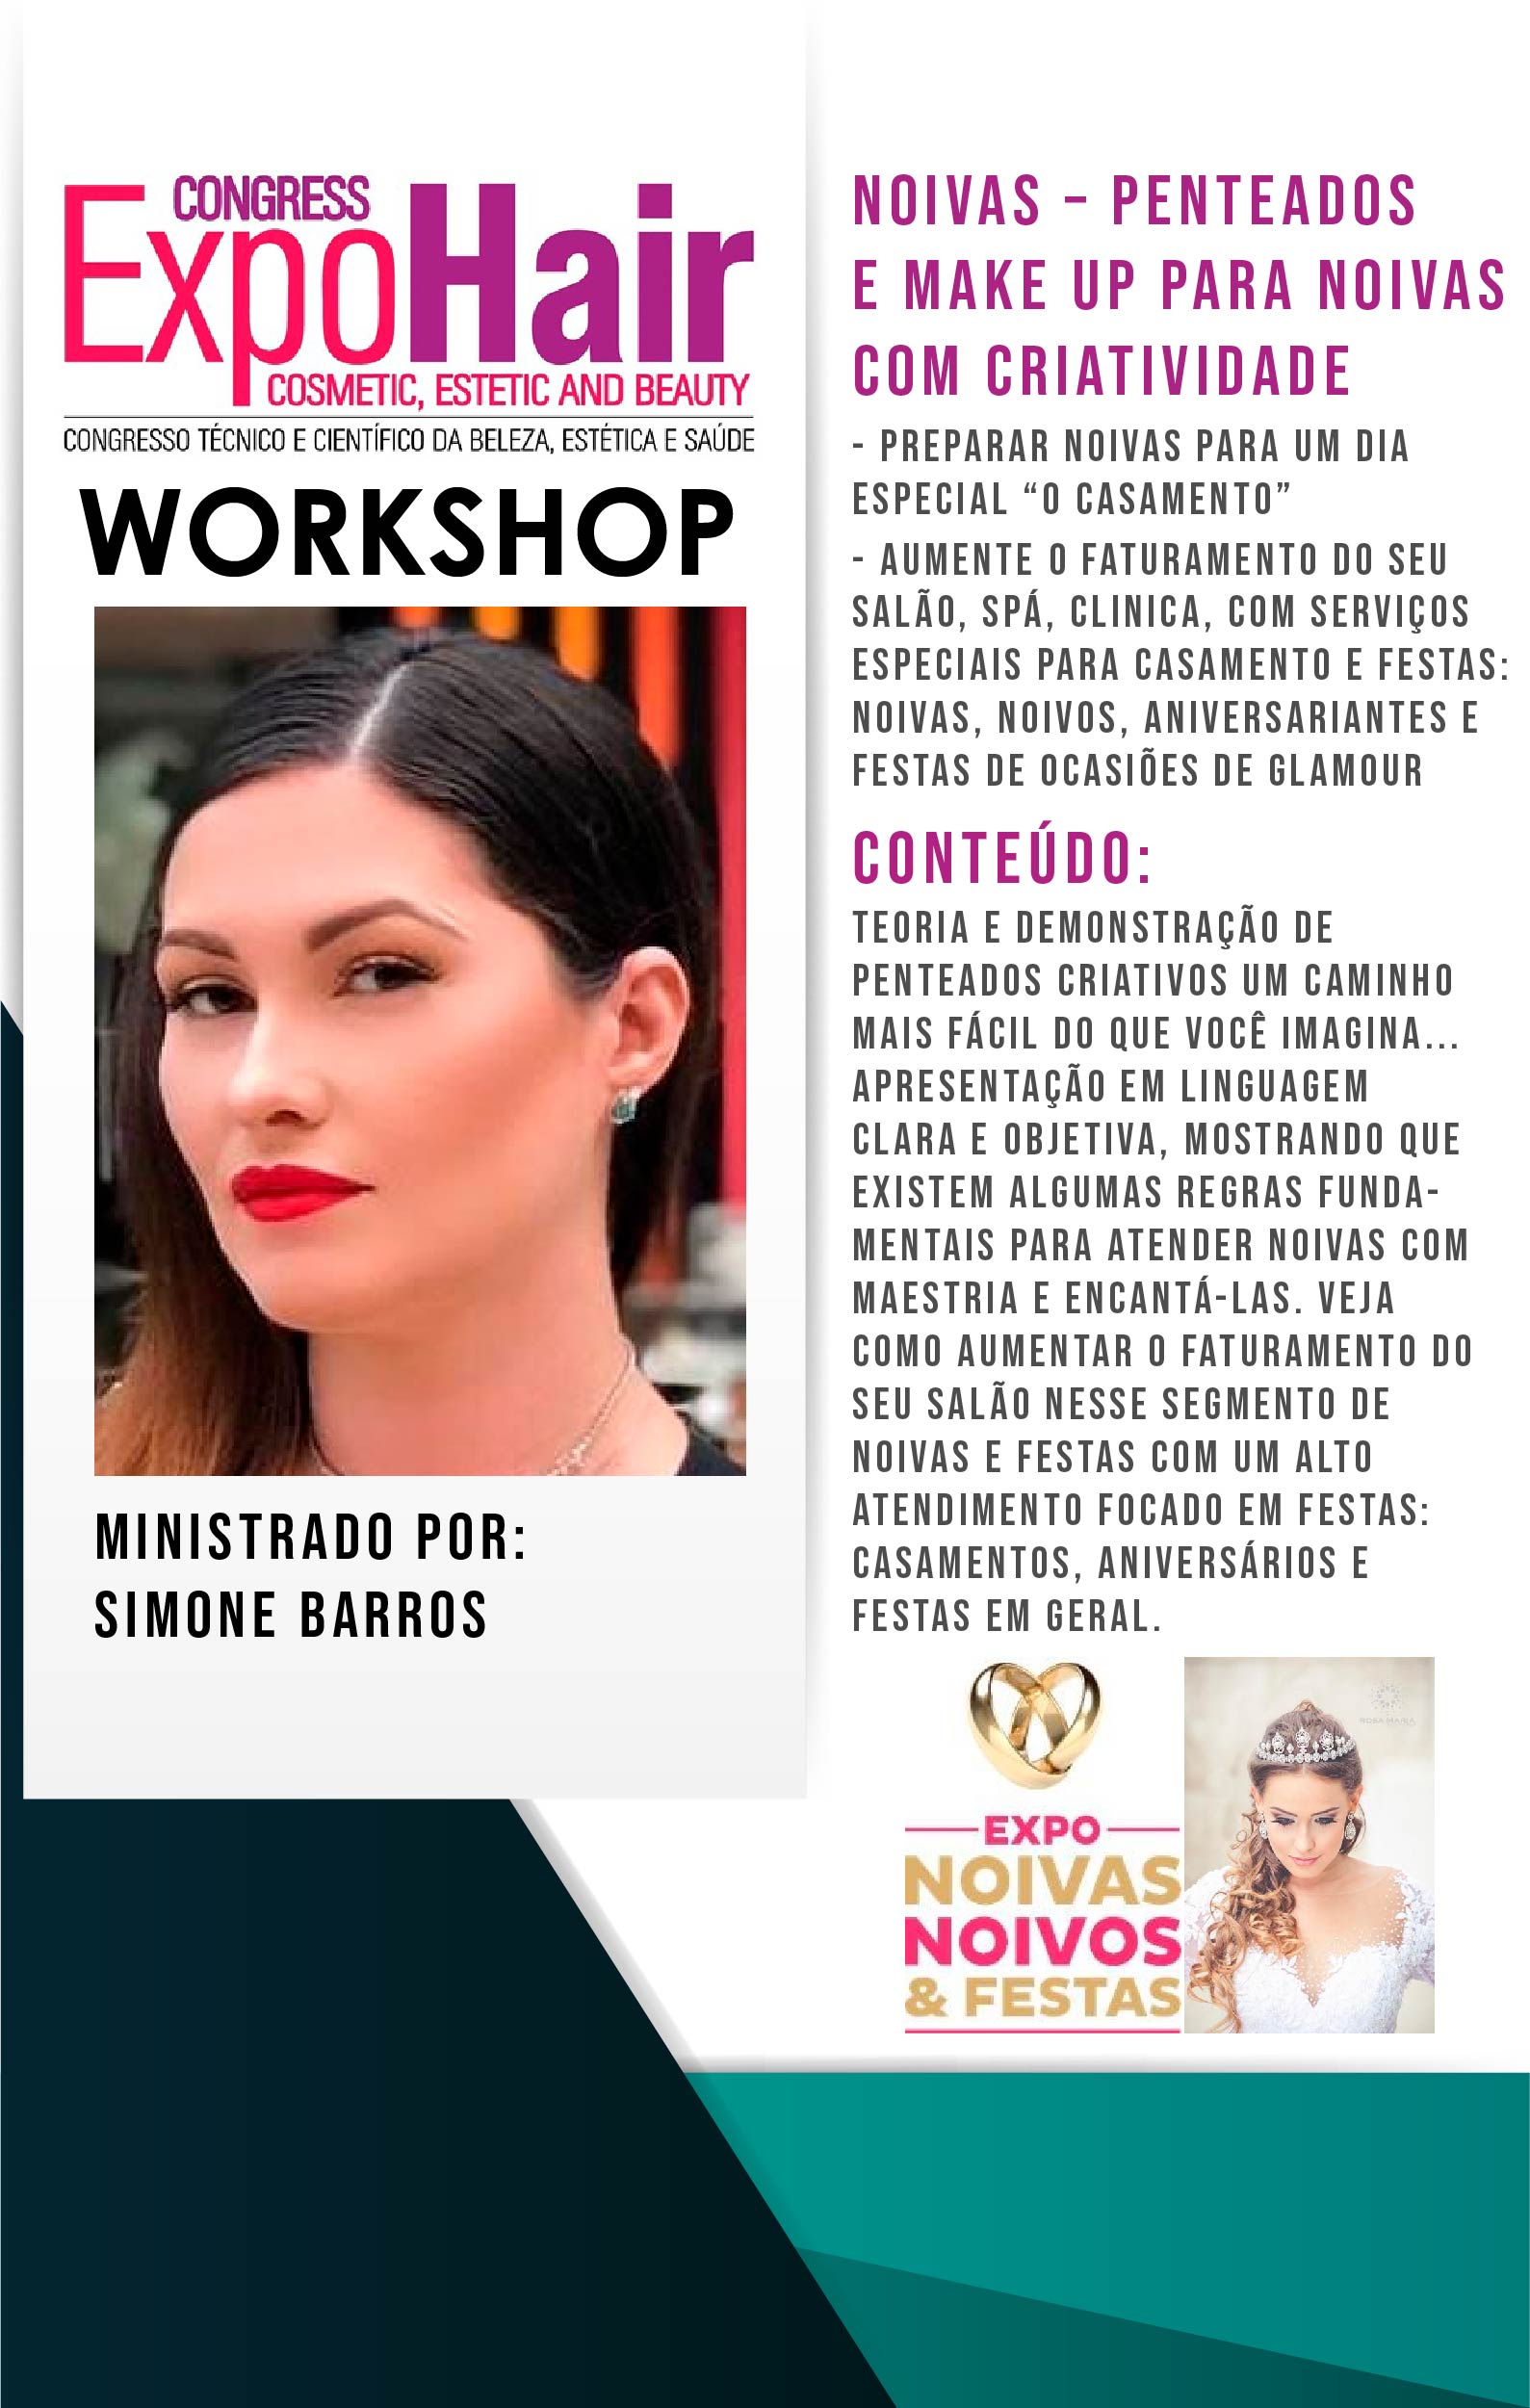 CONGRESS
ExpoHair
COSMETIC, ESTETIC AND BEAUTY
CONGRESSO TÉCNICO E CIENTÍFICO DA BELEZA, ESTÉTICA E SAÚDE
WORKSHOP
MINISTRADO POR:
SIMONE BARROS
NOIVAS – PENTEADOS
E MAKE UP PARA NOIVAS
COM CRIATIVIDADE
- PREPARAR NOIVAS PARA UM DIA
ESPECIAL “O CASAMENTO”
- AUMENTE O FATURAMENTO DO SEU
SALÃO, SPÁ, CLINICA, COM SERVIÇOS
ESPECIAIS PARA CASAMENTO E FESTAS:
NOIVAS, NOIVOS, ANIVERSARIANTES E
FESTAS DE OCASIÕES DE GLAMOUR
CONTEÚDO:
TEORIA E DEMONSTRAÇÃO DE
PENTEADOS CRIATIVOS UM CAMINHO
MAIS FÁCIL DO QUE VOCÊ IMAGINA...
APRESENTAÇÃO EM LINGUAGEM
CLARA E OBJETIVA, MOSTRANDO QUE
EXISTEM ALGUMAS REGRAS FUNDA-
MENTAIS PARA ATENDER NOIVAS COM
MAESTRIA E ENCANTÁ-LAS. VEJA
COMO AUMENTAR O FATURAMENTO DO
SEU SALÃO NESSE SEGMENTO DE
NOIVAS E FESTAS COM UM ALTO
ATENDIMENTO FOCADO EM FESTAS:
CASAMENTOS, ANIVERSÁRIOS E
FESTAS EM GERAL.
EXPO
NOIVAS
NOIVOS
& FESTAS